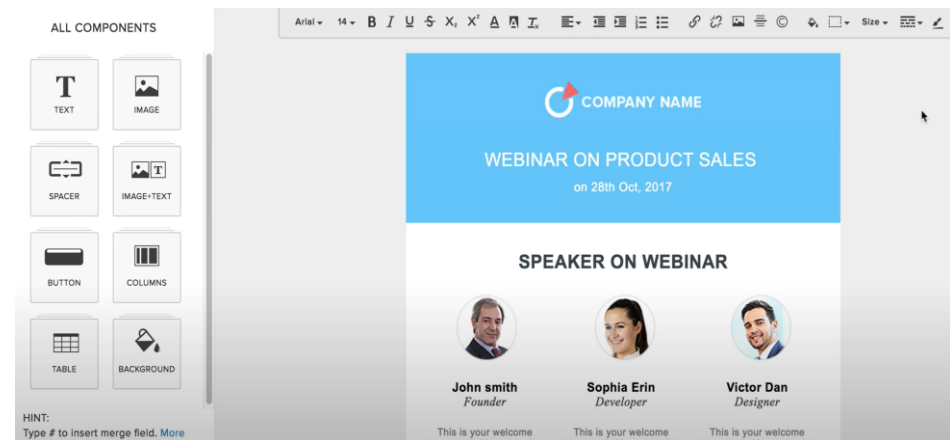 ALL COMPONENTS
Arial 14 B I U S X, X² A A Ix Size
T
TEXT
IMAGE
SPACER
T
IMAGE+TEXT
BUTTON
COLUMNS
TABLE
BACKGROUND
HINT:
Type # to insert merge field. More
COMPANY NAME
WEBINAR ON PRODUCT SALES
on 28th Oct, 2017
SPEAKER ON WEBINAR
John smith Sophia Erin Victor Dan
Founder Developer Designer
This is your welcome This is your welcome This is your welcome